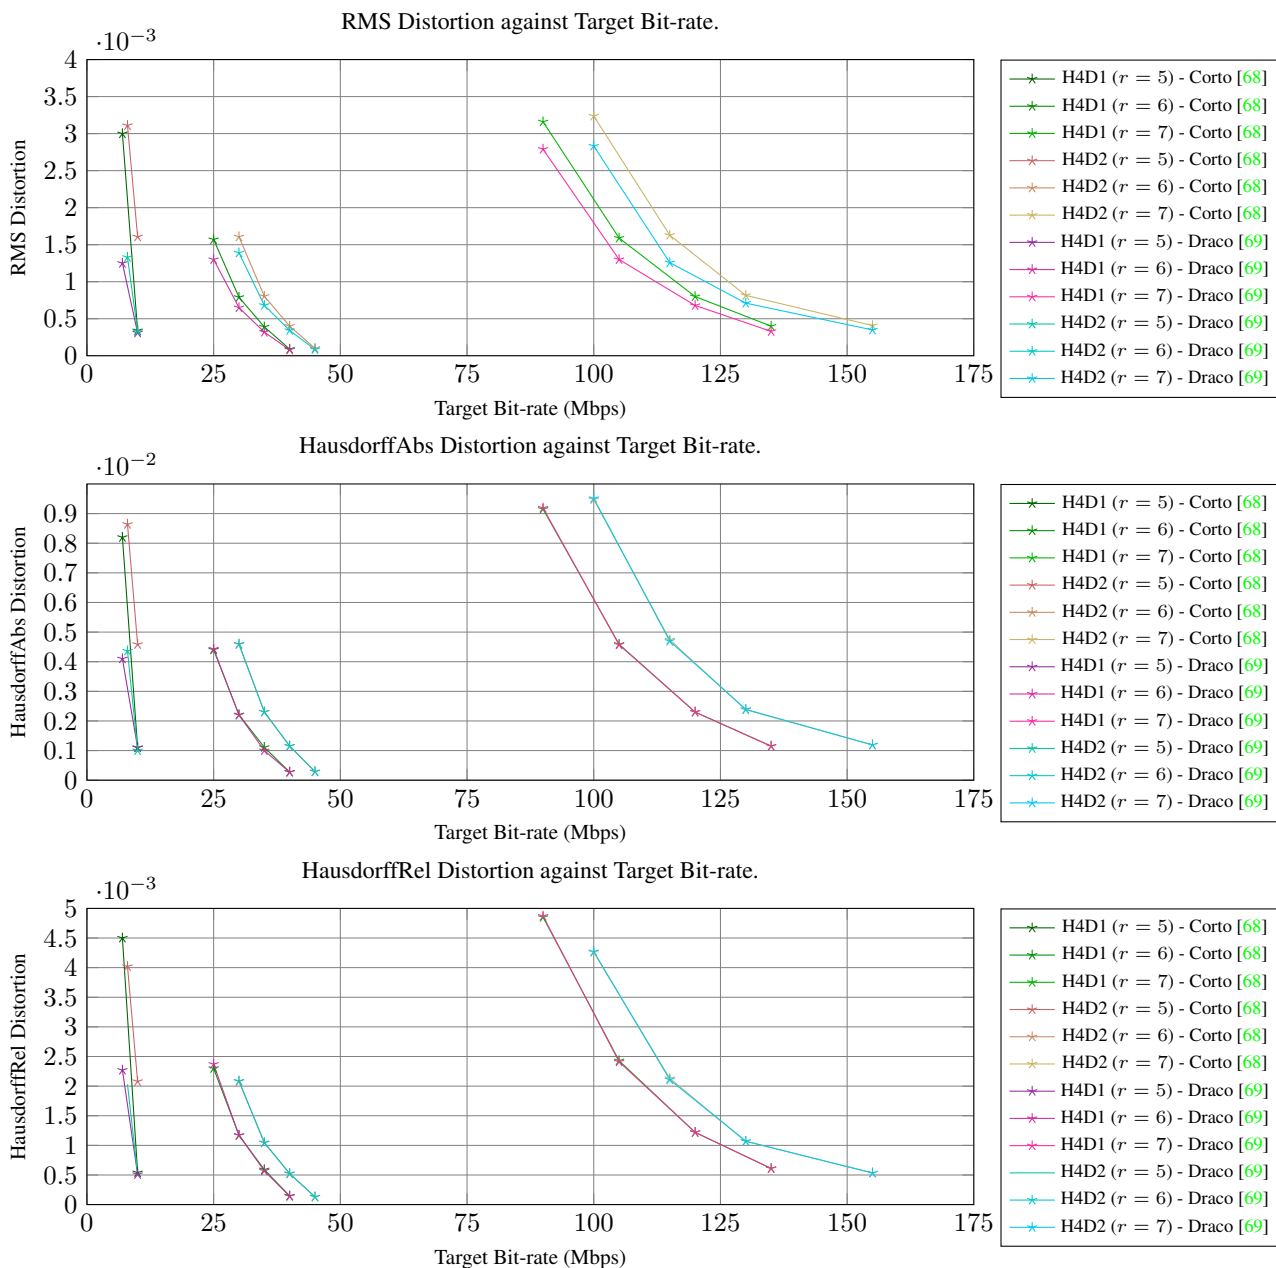 RMS Distortion against Target Bit-rate.
·10⁻³
4
3.5
3
2.5
2
1.5
1
0.5
0
RMS Distortion
0 25 50 75 100 125 150 175
Target Bit-rate (Mbps)
H4D1 (r = 5) - Corto [68]
H4D1 (r = 6) - Corto [68]
H4D1 (r = 7) - Corto [68]
H4D2 (r = 5) - Corto [68]
H4D2 (r = 6) - Corto [68]
H4D2 (r = 7) - Corto [68]
H4D1 (r = 5) - Draco [69]
H4D1 (r = 6) - Draco [69]
H4D1 (r = 7) - Draco [69]
H4D2 (r = 5) - Draco [69]
H4D2 (r = 6) - Draco [69]
H4D2 (r = 7) - Draco [69]
HausdorffAbs Distortion against Target Bit-rate.
·10⁻²
0.9
0.8
0.7
0.6
0.5
0.4
0.3
0.2
0.1
0
HausdorffAbs Distortion
0 25 50 75 100 125 150 175
Target Bit-rate (Mbps)
H4D1 (r = 5) - Corto [68]
H4D1 (r = 6) - Corto [68]
H4D1 (r = 7) - Corto [68]
H4D2 (r = 5) - Corto [68]
H4D2 (r = 6) - Corto [68]
H4D2 (r = 7) - Corto [68]
H4D1 (r = 5) - Draco [69]
H4D1 (r = 6) - Draco [69]
H4D1 (r = 7) - Draco [69]
H4D2 (r = 5) - Draco [69]
H4D2 (r = 6) - Draco [69]
H4D2 (r = 7) - Draco [69]
HausdorffRel Distortion against Target Bit-rate.
·10⁻³
5
4.5
4
3.5
3
2.5
2
1.5
1
0.5
0
HausdorffRel Distortion
0 25 50 75 100 125 150 175
Target Bit-rate (Mbps)
H4D1 (r = 5) - Corto [68]
H4D1 (r = 6) - Corto [68]
H4D1 (r = 7) - Corto [68]
H4D2 (r = 5) - Corto [68]
H4D2 (r = 6) - Corto [68]
H4D2 (r = 7) - Corto [68]
H4D1 (r = 5) - Draco [69]
H4D1 (r = 6) - Draco [69]
H4D1 (r = 7) - Draco [69]
H4D2 (r = 5) - Draco [69]
H4D2 (r = 6) - Draco [69]
H4D2 (r = 7) - Draco [69]